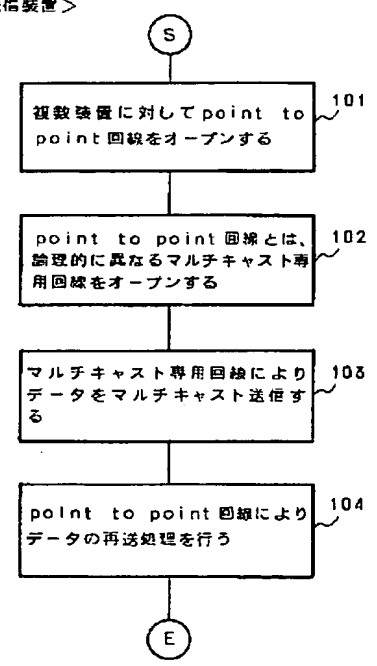 信装置>
S
複数装置に対してpoint to
point回線をオープンする
101
point to point回線とは、
論理的に異なるマルチキャスト専
用回線をオープンする
102
マルチキャスト専用回線により
データをマルチキャスト送信す
る
103
point to point回線により
データの再送処理を行う
104
E